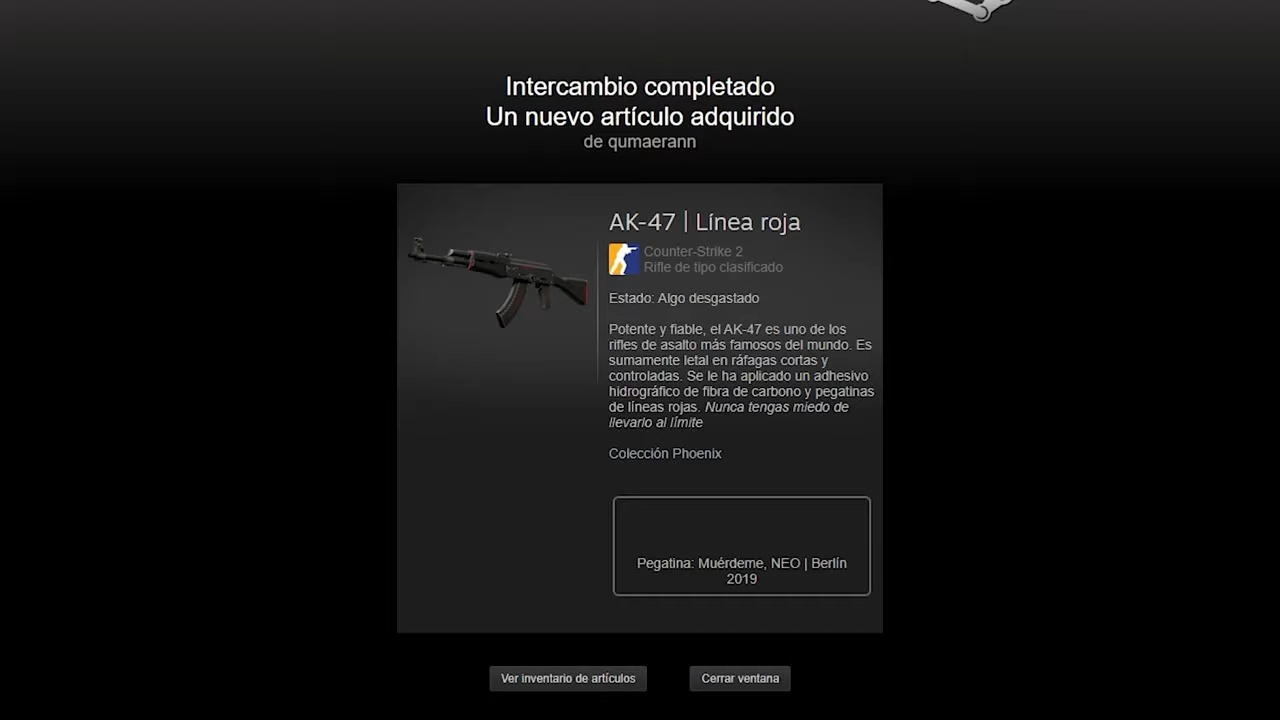 Intercambio completado
Un nuevo artículo adquirido
de qumaerann
AK-47 | Línea roja
Counter-Strike 2
Rifle de tipo clasificado
Estado: Algo desgastado
Potente y fiable, el AK-47 es uno de los
rifles de asalto más famosos del mundo. Es
sumamente letal en ráfagas cortas y
controladas. Se le ha aplicado un adhesivo
hidrográfico de fibra de carbono y pegatinas
de líneas rojas. Nunca tengas miedo de
llevarlo al límite
Colección Phoenix
Pegatina: Muérdeme, NEO | Berlín
2019
Ver inventario de artículos
Cerrar ventana